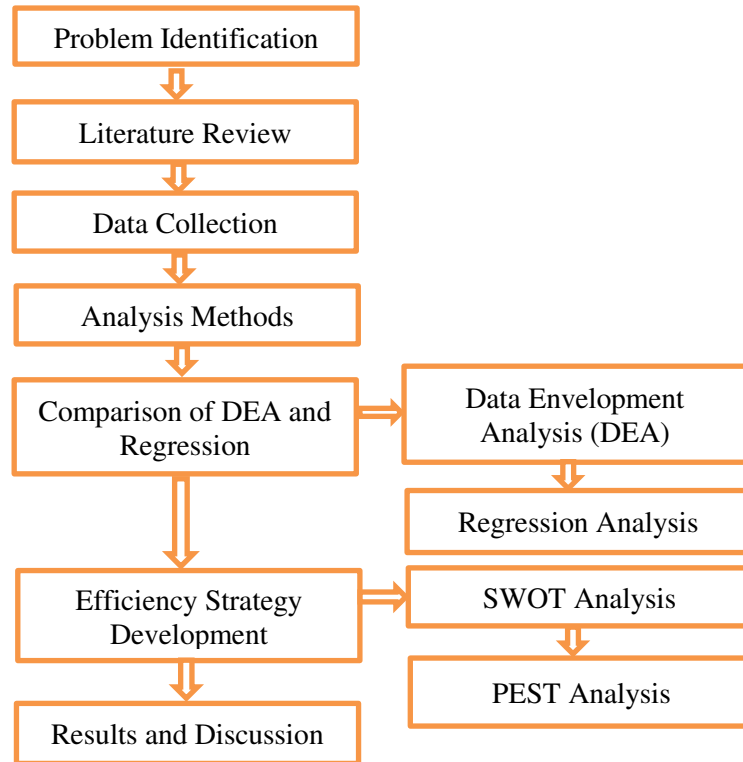 Problem Identification
Literature Review
Data Collection
Analysis Methods
Comparison of DEA and
Regression
Data Envelopment
Analysis (DEA)
Regression Analysis
Efficiency Strategy
Development
SWOT Analysis
PEST Analysis
Results and Discussion